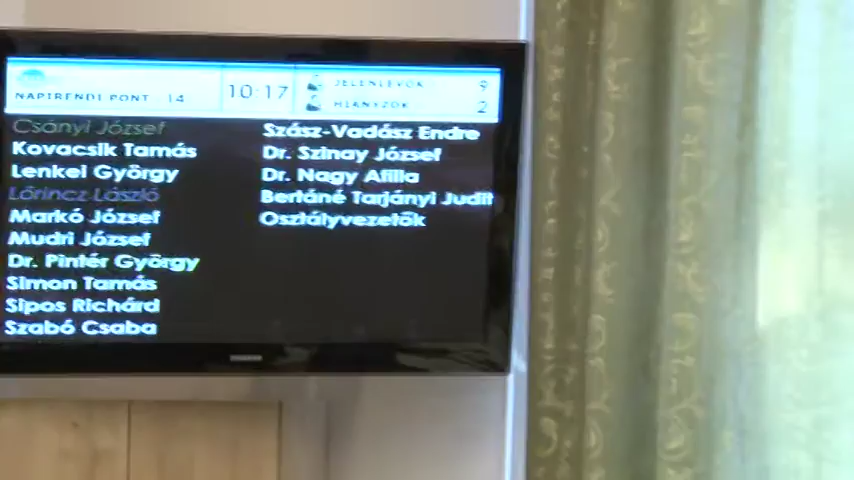 NAPIRENDI PONT 14
10:17
JELENLÉVŐK 9
HIÁNYZÓK 2
Csányi József
Kovacsik Tamás
Lenkei György
Lőrincz László
Markó József
Mudri József
Dr. Pintér György
Simon Tamás
Sipos Richárd
Szabó Csaba
Szász-Vadász Endre
Dr. Szinay József
Dr. Nagy Atilla
Bertáné Tarjányi Judit
Osztályvezetők